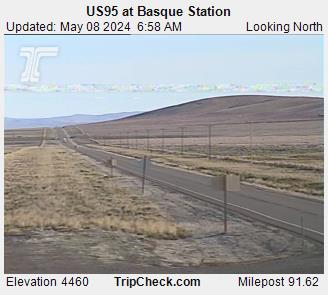 US95 at Basque Station
Updated: May 08 2024 6:58 AM Looking North
Elevation 4460 TripCheck.com Milepost 91.62